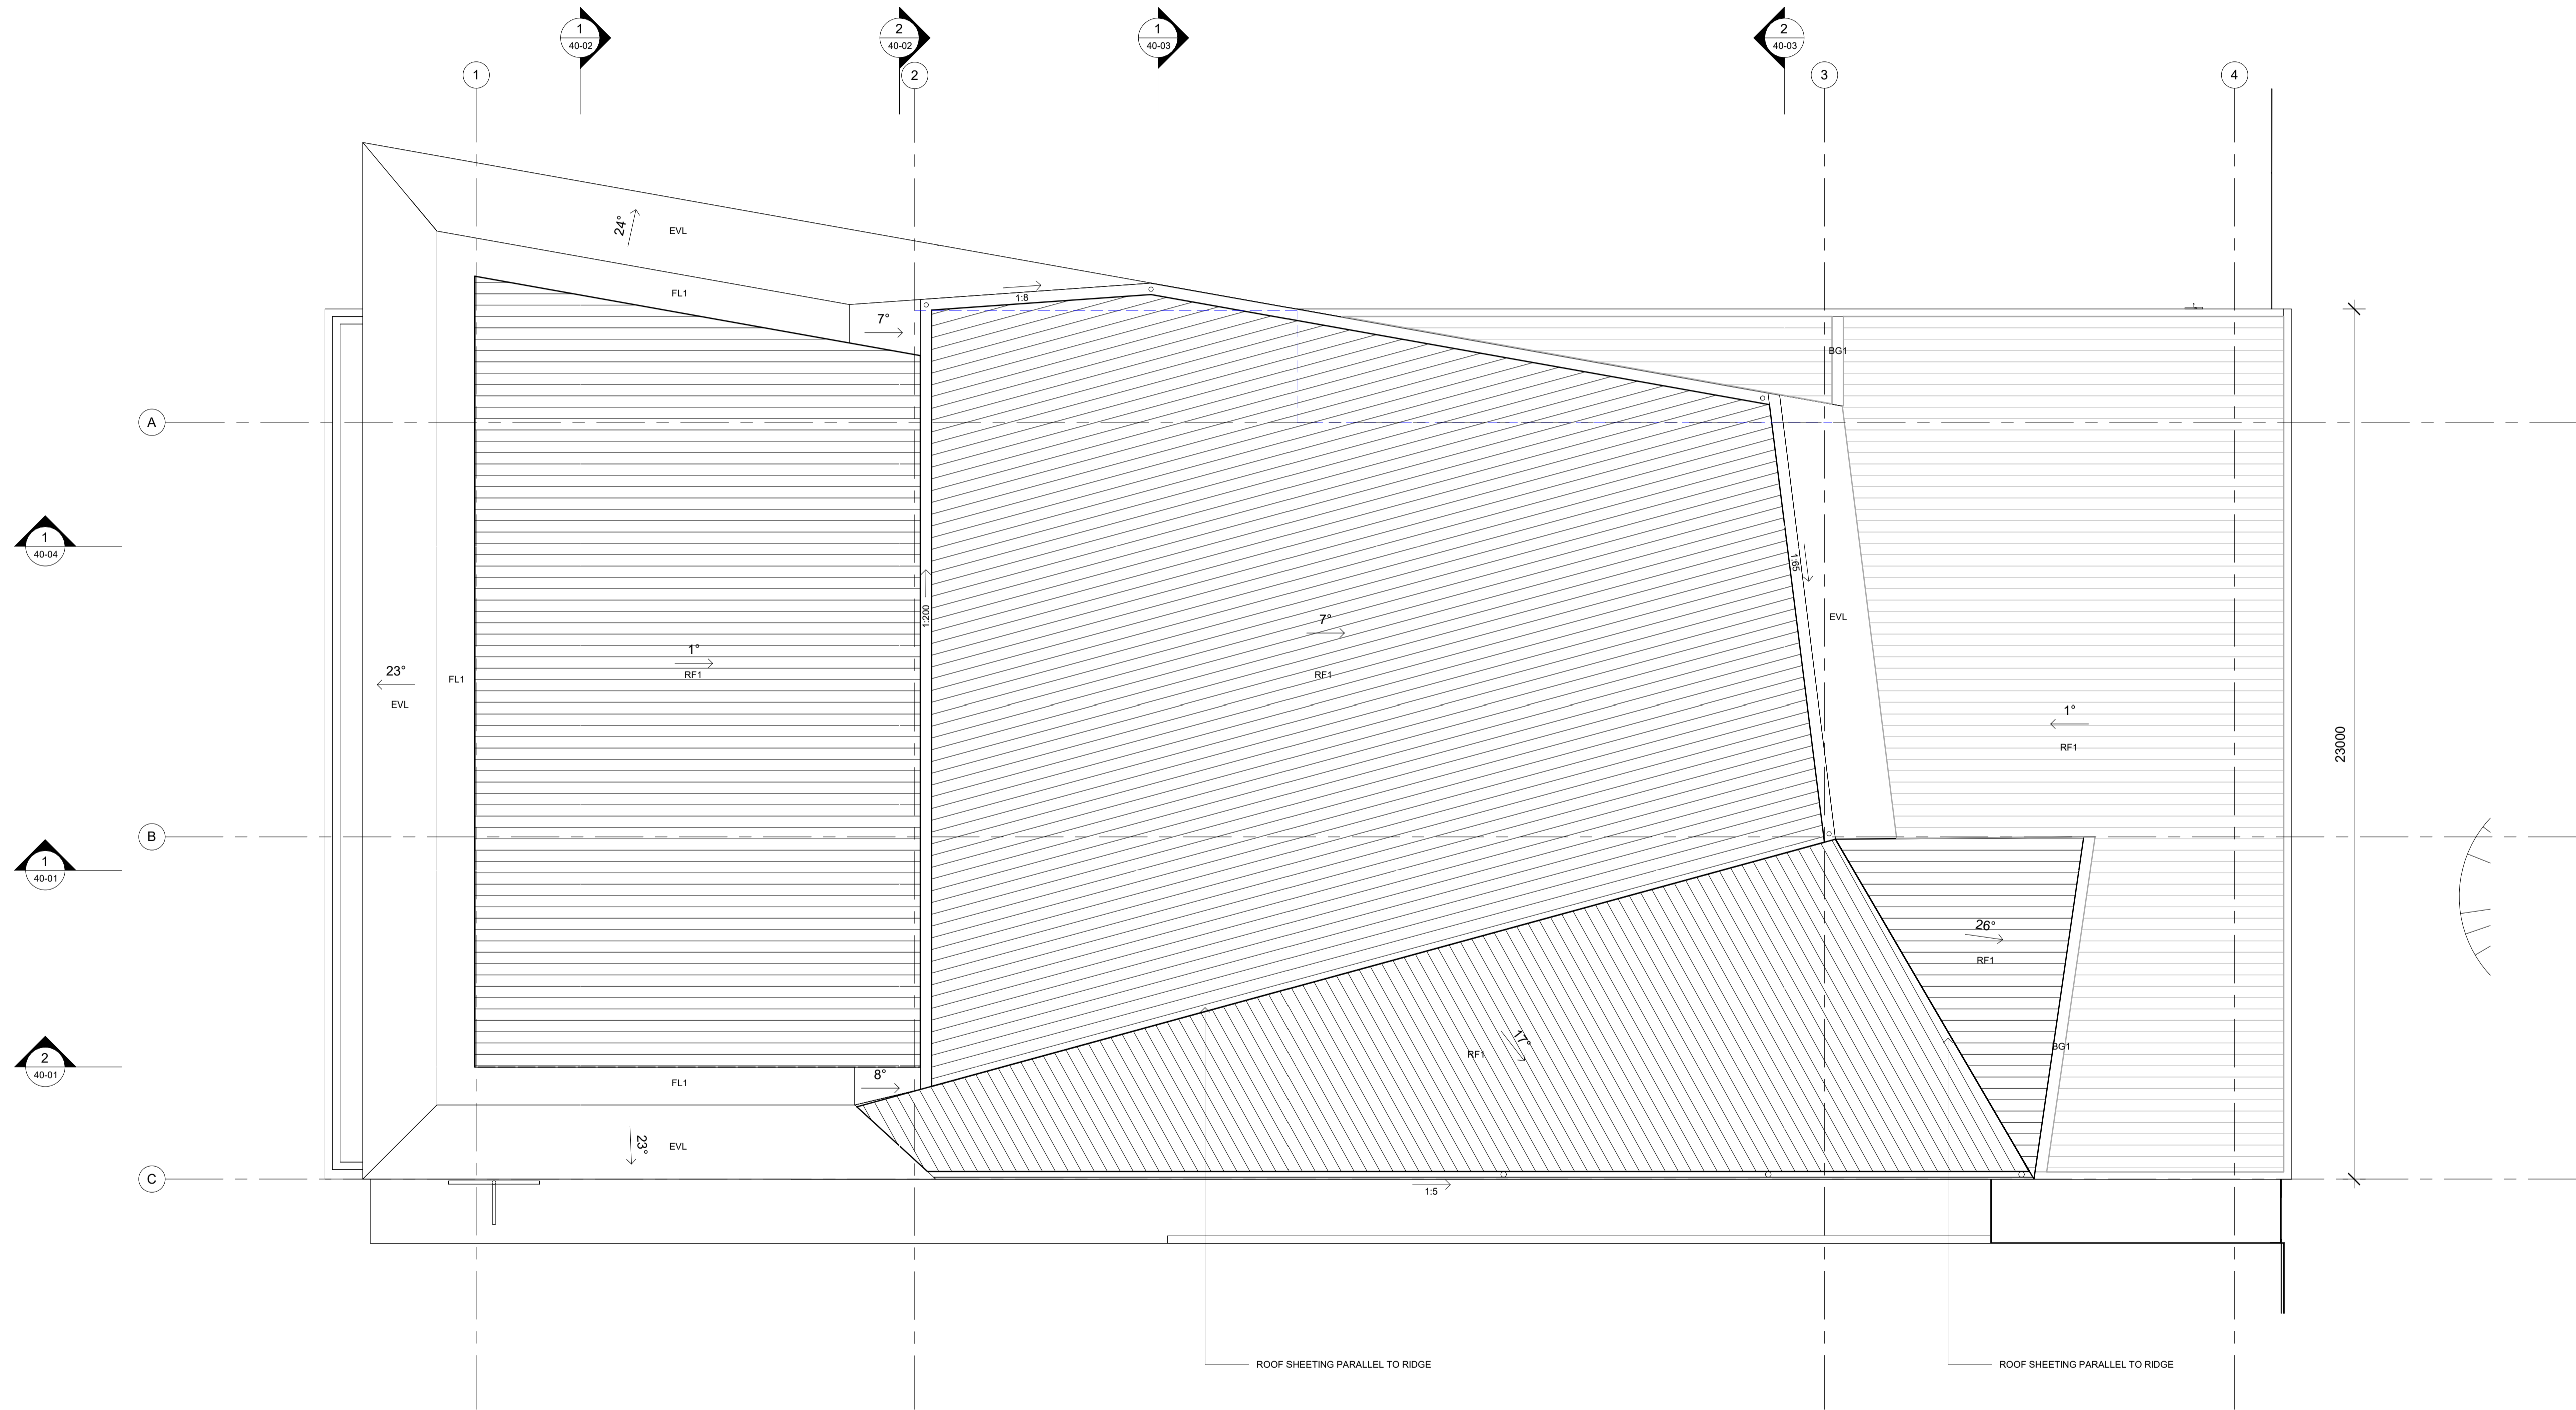 1
40-02
2
40-02
1
40-03
2
40-03
1
2
3
4
24°
EVL
FL1
7°
1:8
BG1
A
1
40-04
1:65
1:200
7°
EVL
RF1
1°
RF1
23°
FL1
EVL
1°
RF1
23000
B
1
40-01
26°
RF1
17°
RF1
BG1
2
40-01
8°
FL1
23°
EVL
C
1:5
ROOF SHEETING PARALLEL TO RIDGE
ROOF SHEETING PARALLEL TO RIDGE